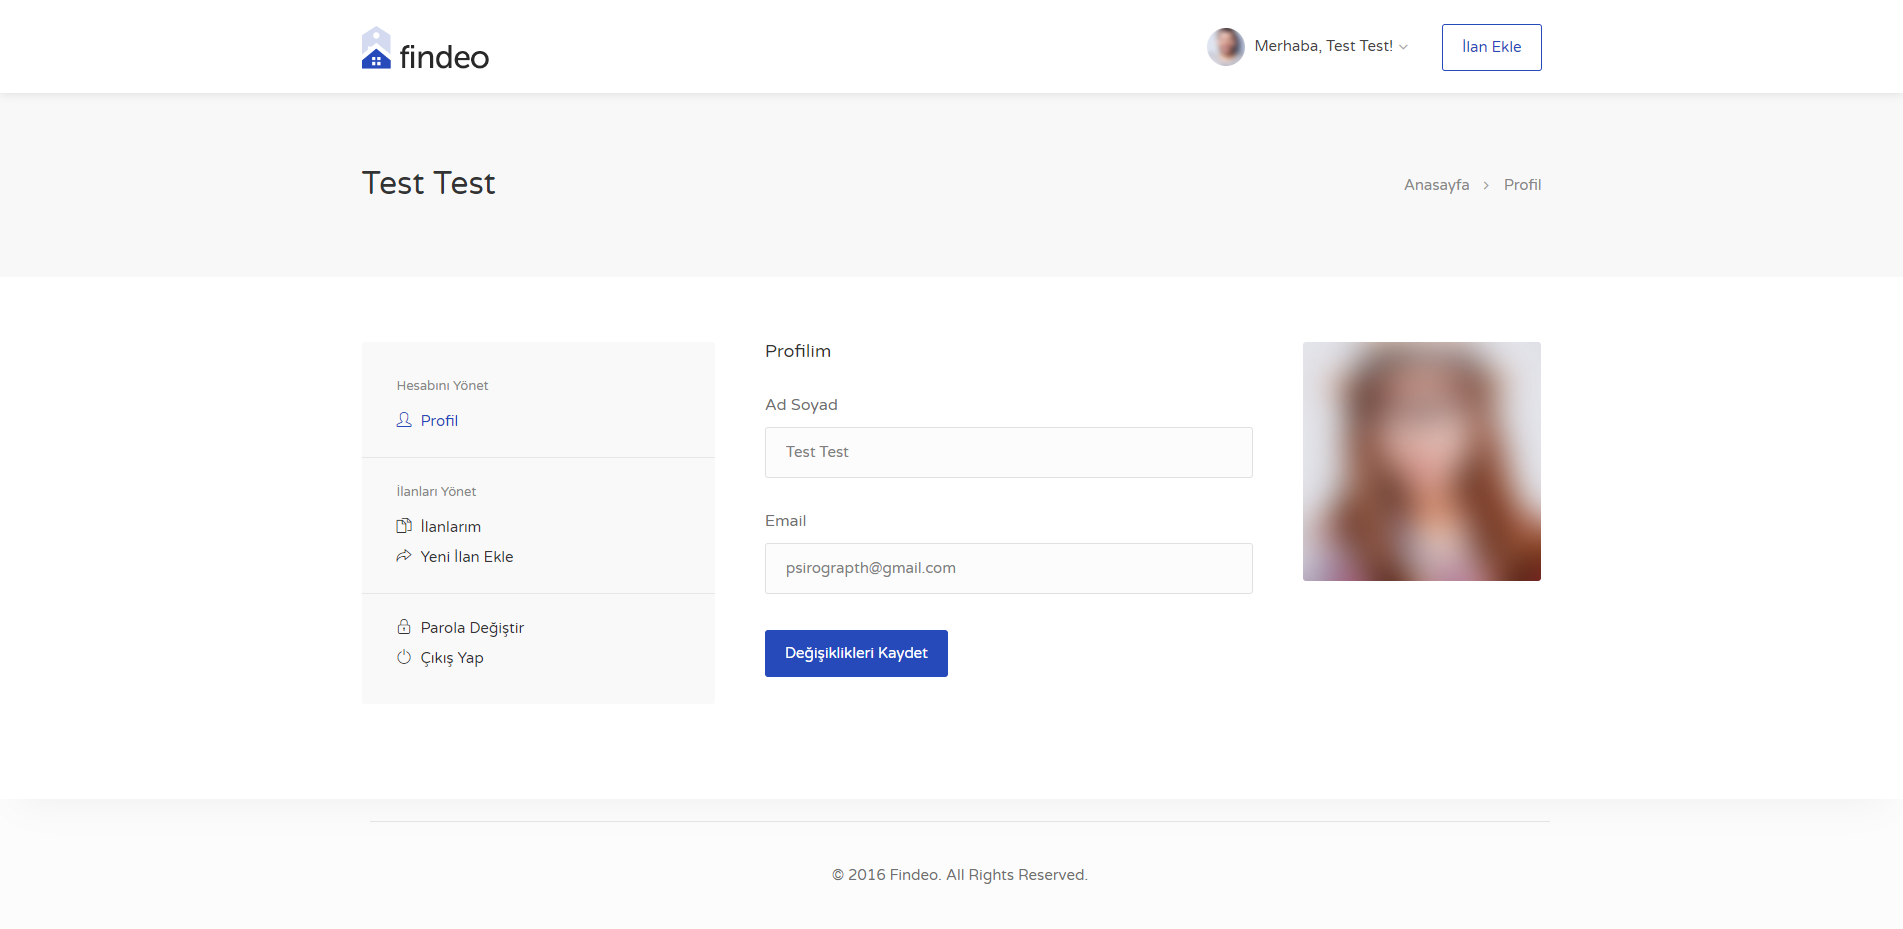 findeo
Merhaba, Test Test!
İlan Ekle
Test Test
Anasayfa
Profil
Hesabını Yönet
Profil
İlanları Yönet
İlanlarım
Yeni İlan Ekle
Parola Değiştir
Çıkış Yap
Profilim
Ad Soyad
Test Test
Email
psirograpth@gmail.com
Değişiklikleri Kaydet
© 2016 Findeo. All Rights Reserved.